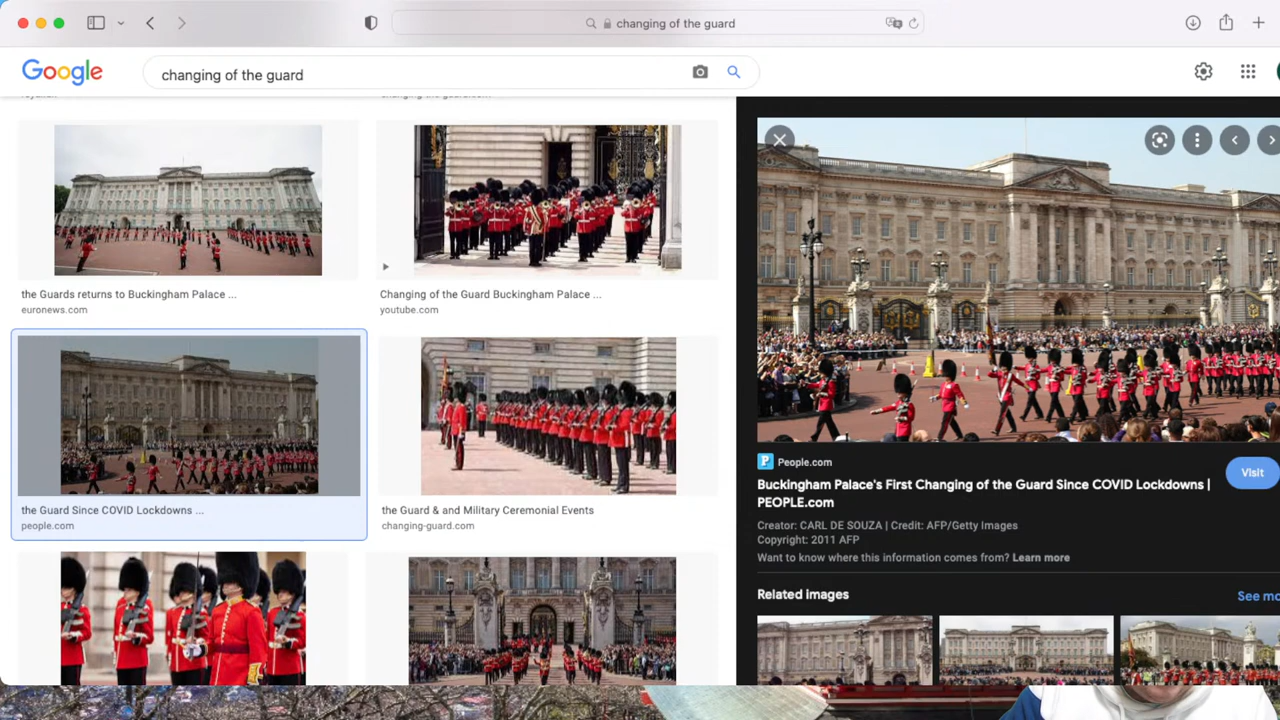 changing of the guard
Google
changing of the guard
the Guards returns to Buckingham Palace ...
euronews.com
Changing of the Guard Buckingham Palace ...
youtube.com
the Guard Since COVID Lockdowns ...
people.com
the Guard & and Military Ceremonial Events
changing-guard.com
P People.com
Visit
Buckingham Palace's First Changing of the Guard Since COVID Lockdowns |
PEOPLE.com
Creator: CARL DE SOUZA | Credit: AFP/Getty Images
Copyright: 2011 AFP
Want to know where this information comes from? Learn more
Related images
See mo